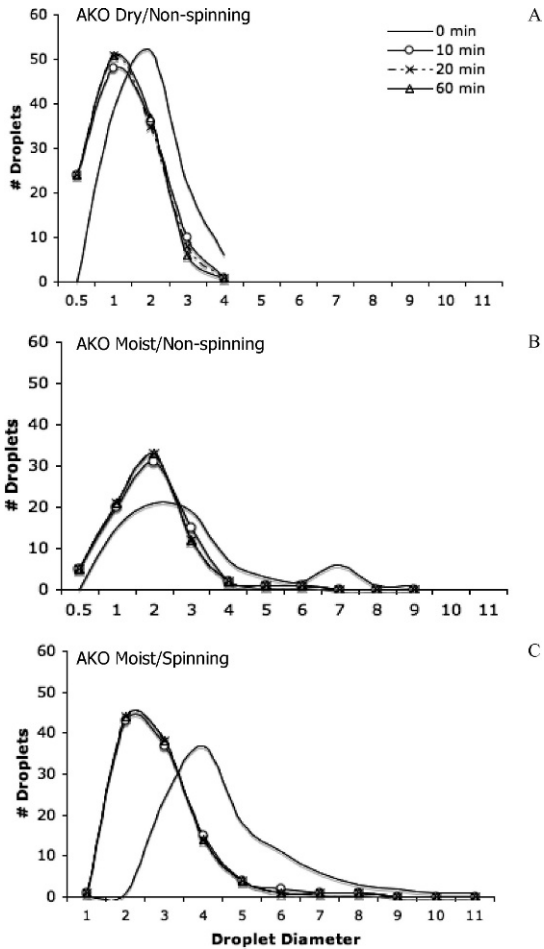 AKO Dry/Non-spinning
A
0 min
10 min
20 min
60 min
# Droplets
60
50
40
30
20
10
0
0.5 1 2 3 4 5 6 7 8 9 10 11
AKO Moist/Non-spinning
B
# Droplets
60
50
40
30
20
10
0
0.5 1 2 3 4 5 6 7 8 9 10 11
AKO Moist/Spinning
C
# Droplets
60
50
40
30
20
10
0
1 2 3 4 5 6 7 8 9 10 11
Droplet Diameter